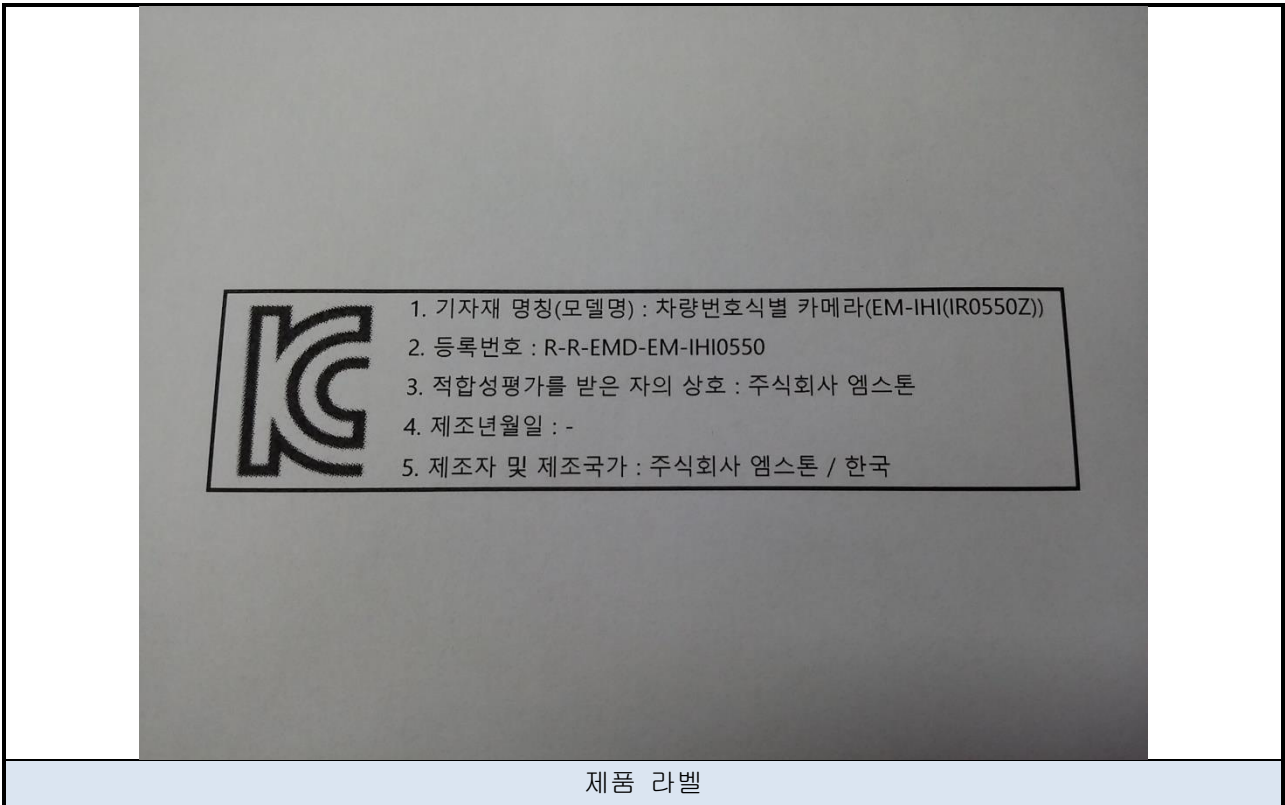 KC
1. 기자재 명칭(모델명) : 차량번호식별 카메라(EM-IHI(IR0550Z))
2. 등록번호 : R-R-EMD-EM-IHI0550
3. 적합성평가를 받은 자의 상호 : 주식회사 엠스톤
4. 제조년월일 : -
5. 제조자 및 제조국가 : 주식회사 엠스톤 / 한국
제품 라벨